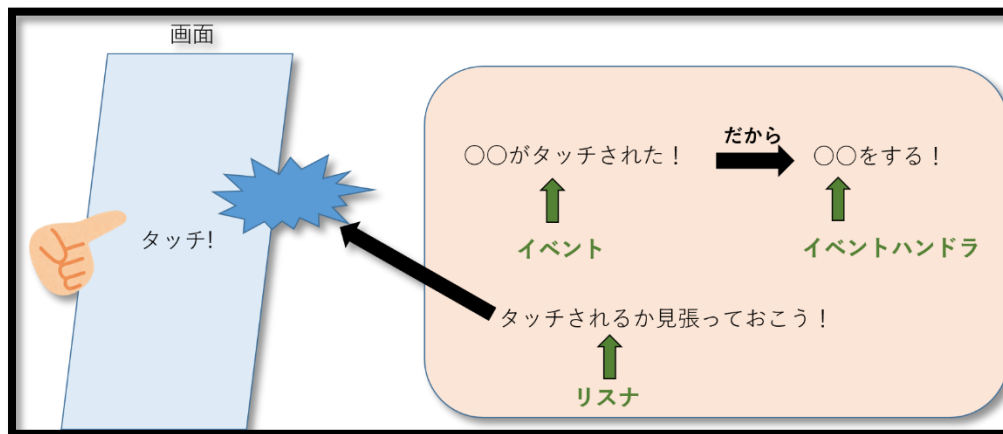 画面
タッチ!
だから
○○がタッチされた！
○○をする！
イベント
イベントハンドラ
タッチされるか見張っておこう！
リスナ